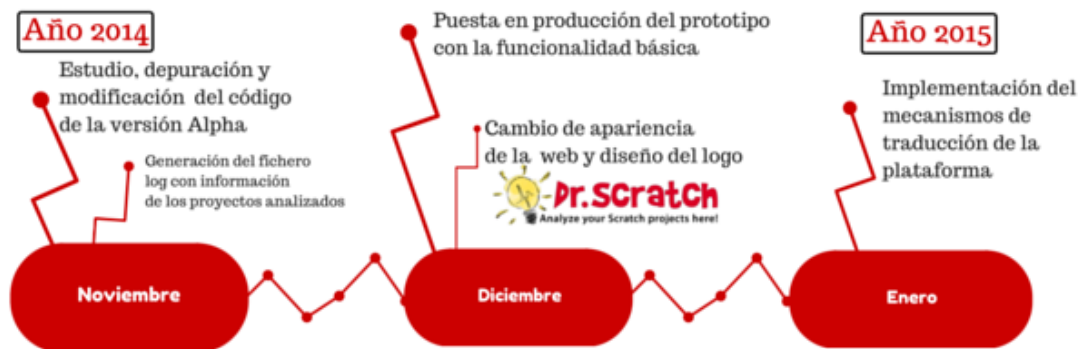 Año 2014
Estudio, depuración y
modificación del código
de la versión Alpha
Generación del fichero
log con información
de los proyectos analizados
Noviembre
Puesta en producción del prototipo
con la funcionalidad básica
Cambio de apariencia
de la web y diseño del logo
Dr.Scratch
Analyze your Scratch projects here!
Diciembre
Año 2015
Implementación del
mecanismos de
traducción de la
plataforma
Enero